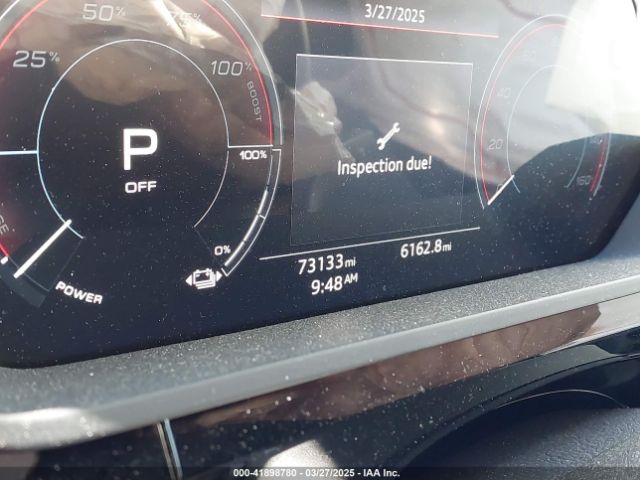 3/27/2025
50%
75%
25%
100%
BOOST
P
OFF
100%
0%
POWER
Inspection due!
20
40
160
73133 mi
6162.8 mi
9:48 AM
000-41898780 — 03/27/2025 — IAA Inc.